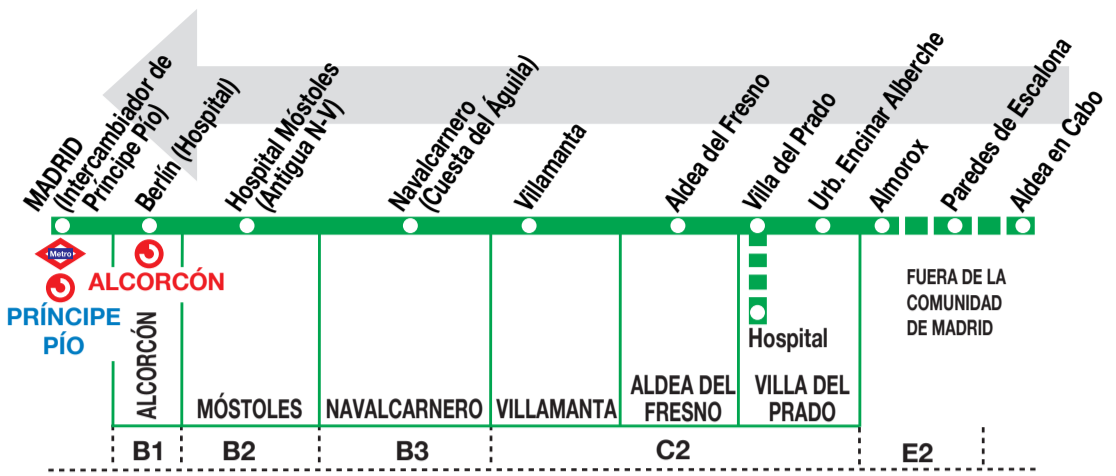 MADRID
(Intercambiador de
Príncipe Pío)
Berlín (Hospital)
Hospital Móstoles
(Antigua N-V)
Navalcarnero
(Cuesta del Águila)
Villamanta
Aldea del Fresno
Villa del Prado
Urb. Encinar Alberche
Almorox
Paredes de Escalona
Aldea en Cabo
Metro
PRÍNCIPE
PÍO
ALCORCÓN
Hospital
FUERA DE LA
COMUNIDAD
DE MADRID
ALCORCÓN
MÓSTOLES
NAVALCARNERO
VILLAMANTA
ALDEA DEL
FRESNO
VILLA DEL
PRADO
B1
B2
B3
C2
E2